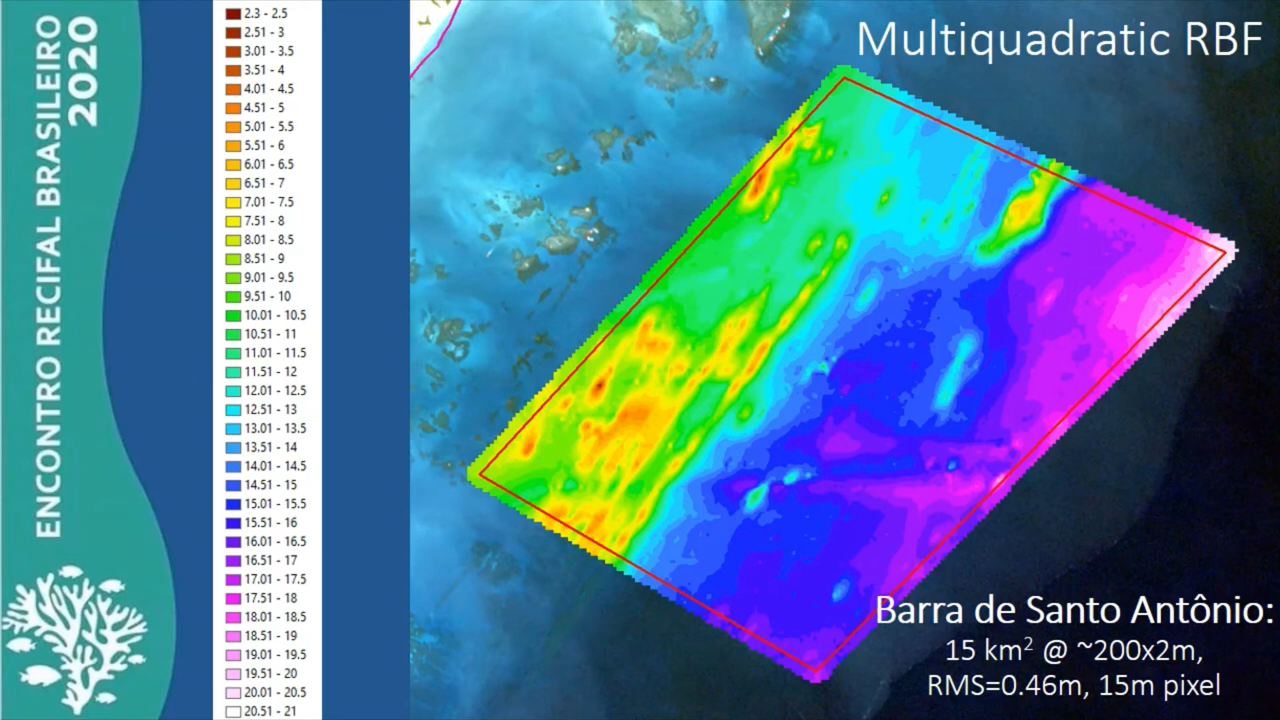 ENCONTRO RECIFAL BRASILEIRO
2020
2.3 - 2.5
2.51 - 3
3.01 - 3.5
3.51 - 4
4.01 - 4.5
4.51 - 5
5.01 - 5.5
5.51 - 6
6.01 - 6.5
6.51 - 7
7.01 - 7.5
7.51 - 8
8.01 - 8.5
8.51 - 9
9.01 - 9.5
9.51 - 10
10.01 - 10.5
10.51 - 11
11.01 - 11.5
11.51 - 12
12.01 - 12.5
12.51 - 13
13.01 - 13.5
13.51 - 14
14.01 - 14.5
14.51 - 15
15.01 - 15.5
15.51 - 16
16.01 - 16.5
16.51 - 17
17.01 - 17.5
17.51 - 18
18.01 - 18.5
18.51 - 19
19.01 - 19.5
19.51 - 20
20.01 - 20.5
20.51 - 21
Multiquadratic RBF
Barra de Santo Antônio:
15 km² @ ~200x2m,
RMS=0.46m, 15m pixel